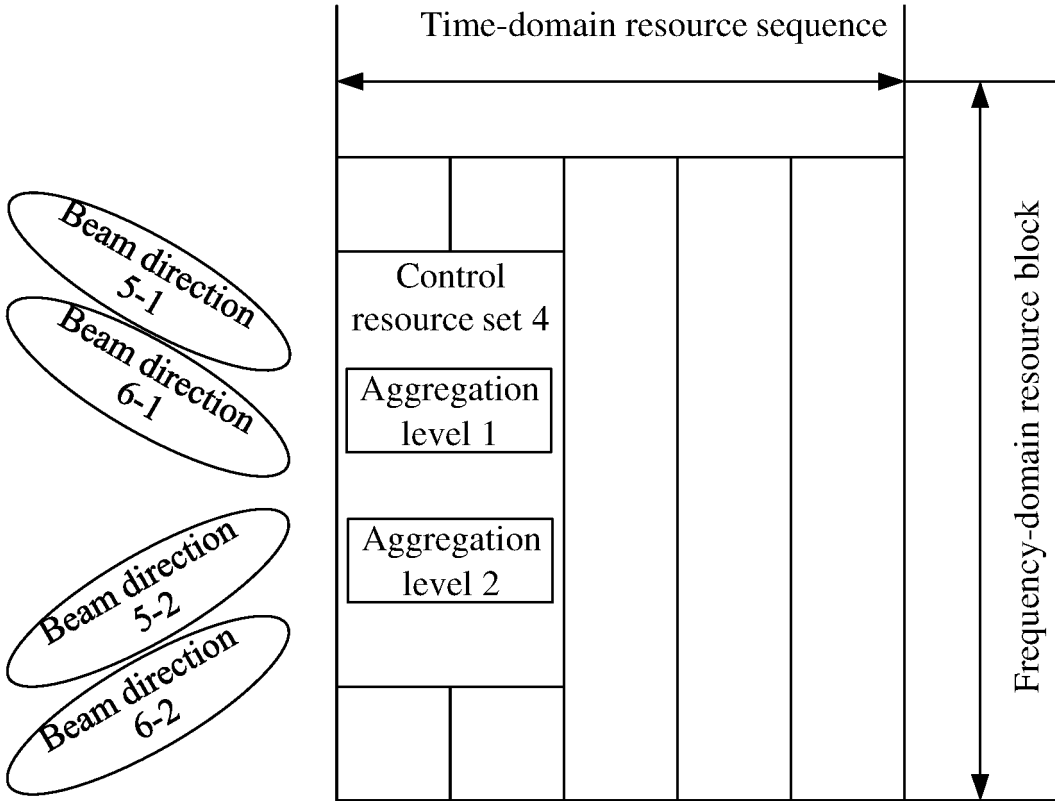 Time-domain resource sequence
Beam direction
5-1
Beam direction
6-1
Beam direction
5-2
Beam direction
6-2
Control
resource set 4
Aggregation
level 1
Aggregation
level 2
Frequency-domain resource block